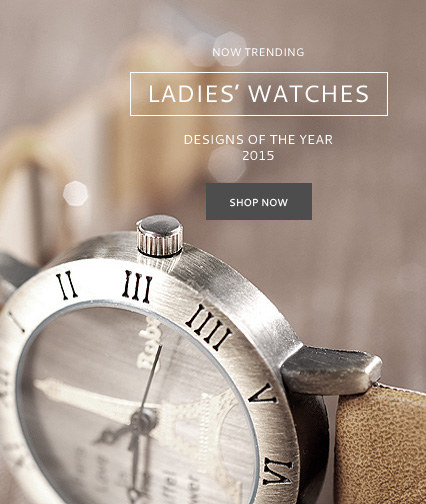 NOW TRENDING
LADIES' WATCHES
DESIGNS OF THE YEAR
2015
SHOP NOW
I
II
III
IIII
V
VI